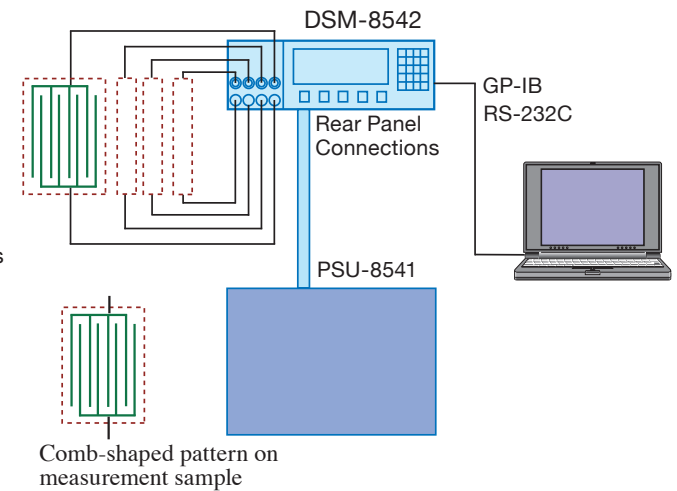 DSM-8542
GP-IB
RS-232C
Rear Panel
Connections
s
PSU-8541
Comb-shaped pattern on
measurement sample